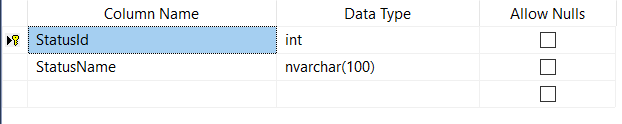 Column Name Data Type Allow Nulls
StatusId int
StatusName nvarchar(100)